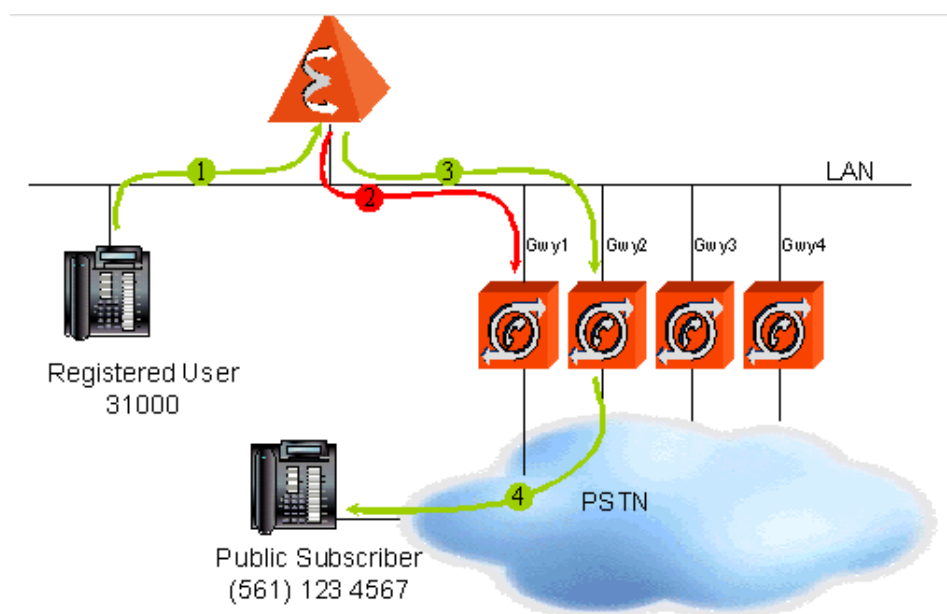 1
3
2
LAN
Gwy1
Gwy2
Gwy3
Gwy4
Registered User
31000
4
PSTN
Public Subscriber
(561) 123 4567